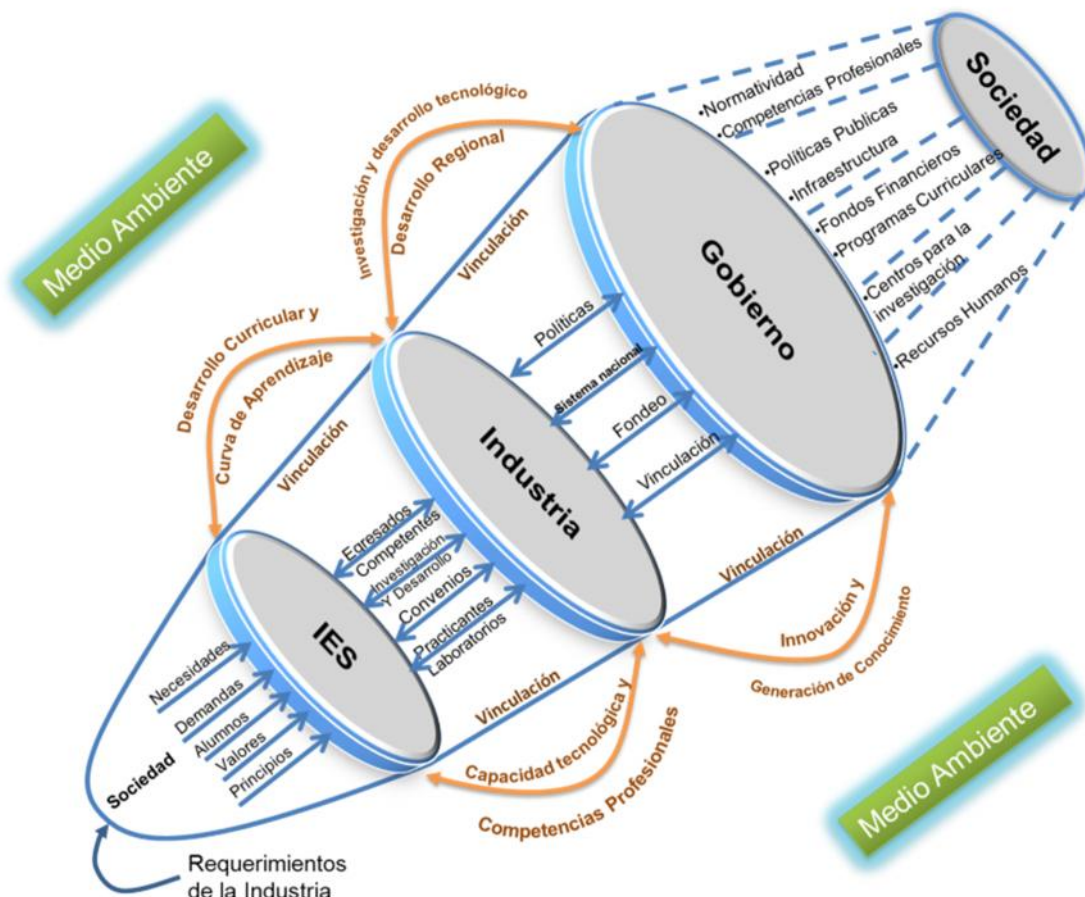 Sociedad
•Normatividad
•Competencias Profesionales
•Políticas Publicas
•Infraestructura
•Fondos Financieros
•Programas Curriculares
•Centros para la
investigación
•Recursos Humanos
Medio Ambiente
Investigación y desarrollo tecnológico
Desarrollo Regional
Vinculación
Gobierno
Políticas
Sistema nacional
Fondeo
Vinculación
Desarrollo Curricular y
Curva de Aprendizaje
Vinculación
Industria
Vinculación
Innovación y
Generación de Conocimiento
Egresados
Competentes
Investigación
Y Desarrollo
Convenios
Practicantes
Laboratorios
IES
Vinculación
Capacidad tecnológica y
Competencias Profesionales
Necesidades
Demandas
Alumnos
Valores
Principios
Sociedad
Requerimientos
de la Industria
Medio Ambiente